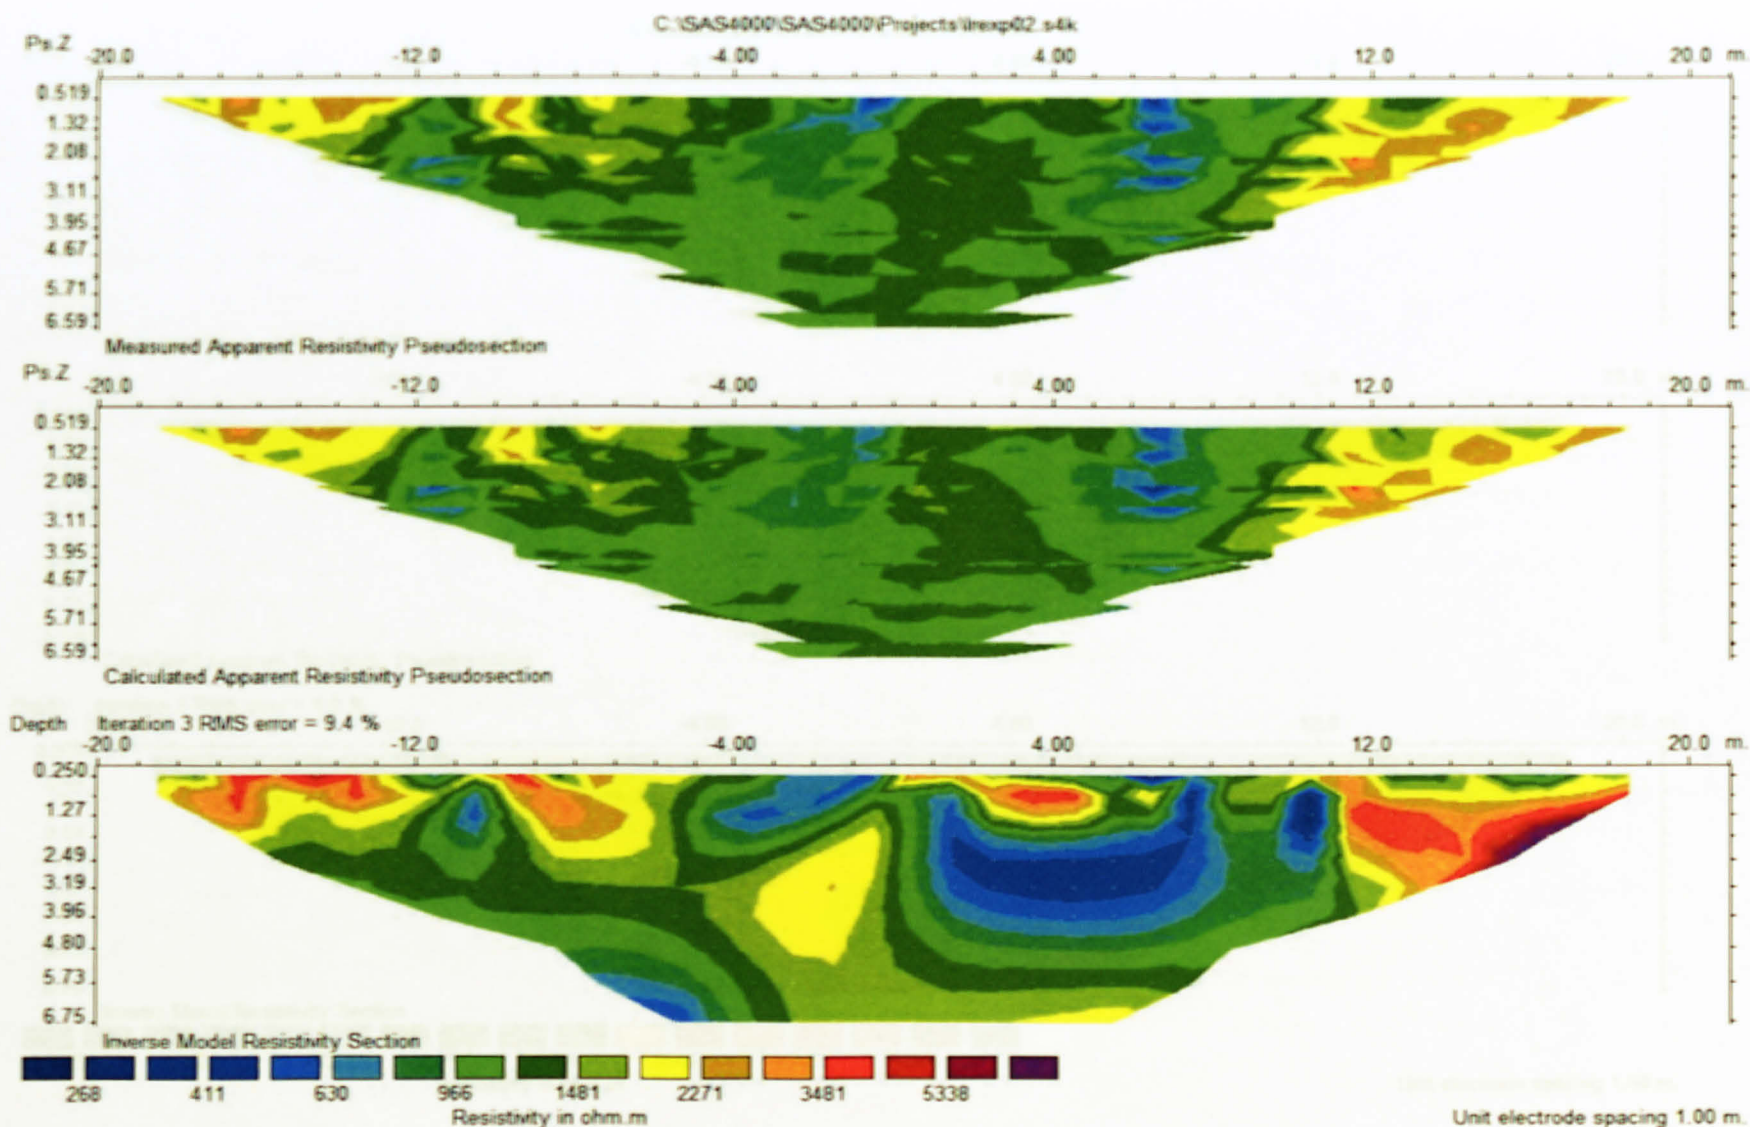 C:\SAS4000\SAS4000\Projects\lrexp02.s4k
Ps.Z -20.0 -12.0 -4.00 4.00 12.0 20.0 m.
0.519
1.32
2.08
3.11
3.95
4.67
5.71
6.59
Measured Apparent Resistivity Pseudosection
Ps.Z -20.0 -12.0 -4.00 4.00 12.0 20.0 m.
0.519
1.32
2.08
3.11
3.95
4.67
5.71
6.59
Calculated Apparent Resistivity Pseudosection
Depth Iteration 3 RMS error = 9.4 %
-20.0 -12.0 -4.00 4.00 12.0 20.0 m.
0.250
1.27
2.49
3.19
3.96
4.80
5.73
6.75
Inverse Model Resistivity Section
268 411 630 966 1481 2271 3481 5338
Resistivity in ohm.m
Unit electrode spacing 1.00 m.